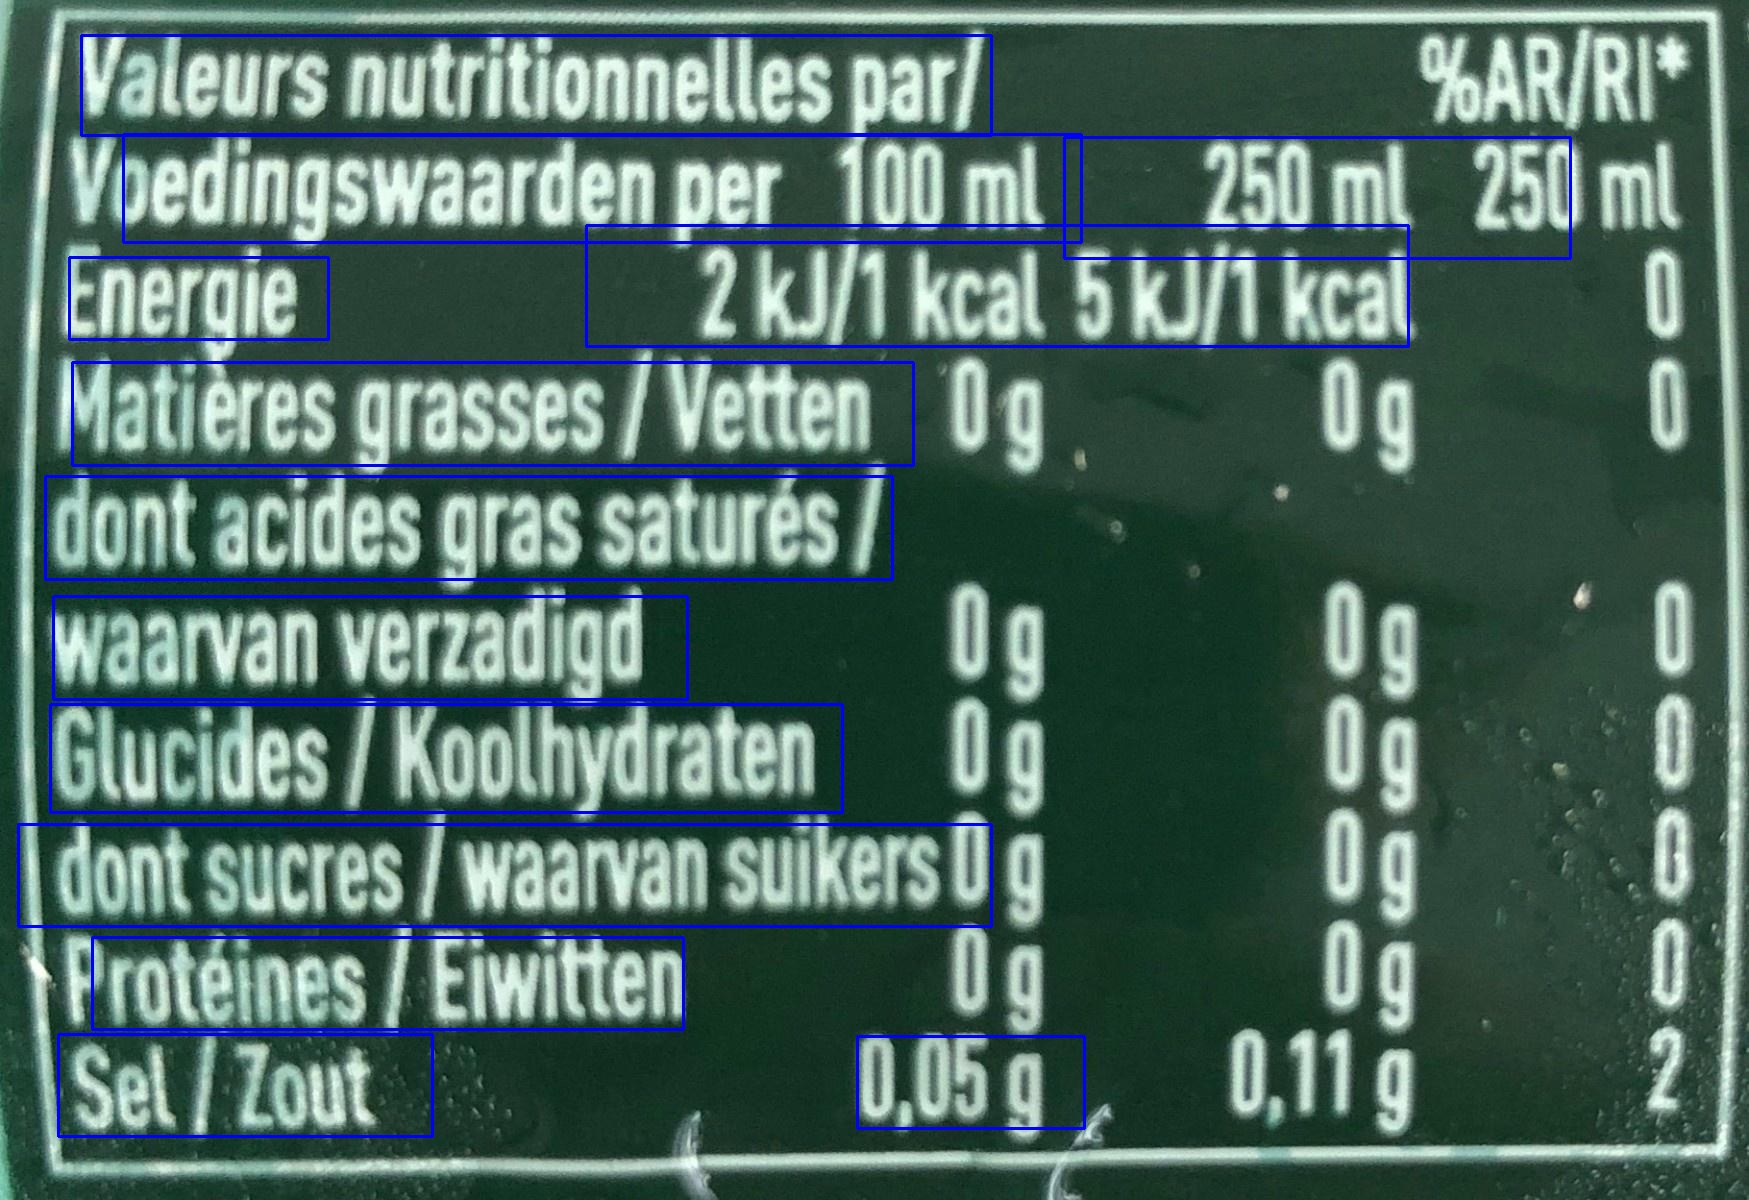 Valeurs nutritionnelles par/ %AR/RI*
Voedingswaarden per 100 ml 250 ml 250 ml
Energie 2 kJ/1 kcal 5 kJ/1 kcal 0
Matières grasses / Vetten 0 g 0 g 0
dont acides gras saturés /
waarvan verzadigd 0 g 0 g 0
Glucides / Koolhydraten 0 g 0 g 0
dont sucres / waarvan suikers 0 g 0 g 0
Protéines / Eiwitten 0 g 0 g 0
Sel / Zout 0,05 g 0,11 g 2